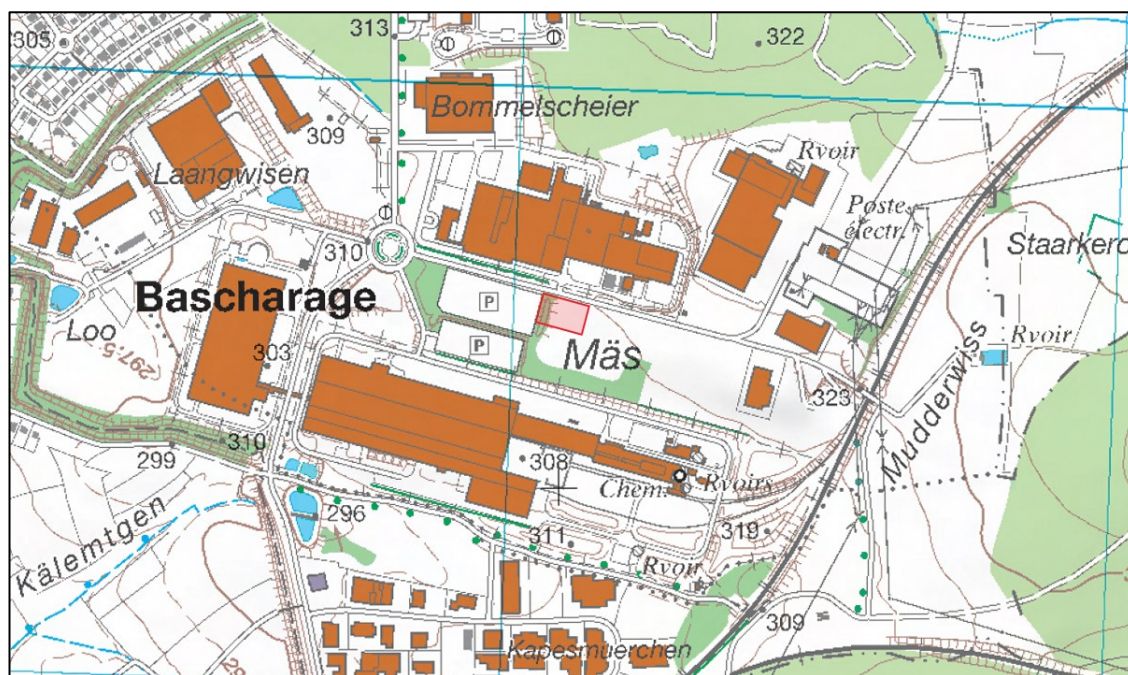 305
313
322
Bommelscheier
309
Laangwisen
Rvoir
Poste
électr.
Staarkero
310
P
Bascharage
Loo
297.5
303
P
Mäs
Rvoir
Mudderwiss
323
310
299
308
Chem.
Rvoirs
296
311
319
Kälemtgen
Rvoir
309
Kapesmuerchen